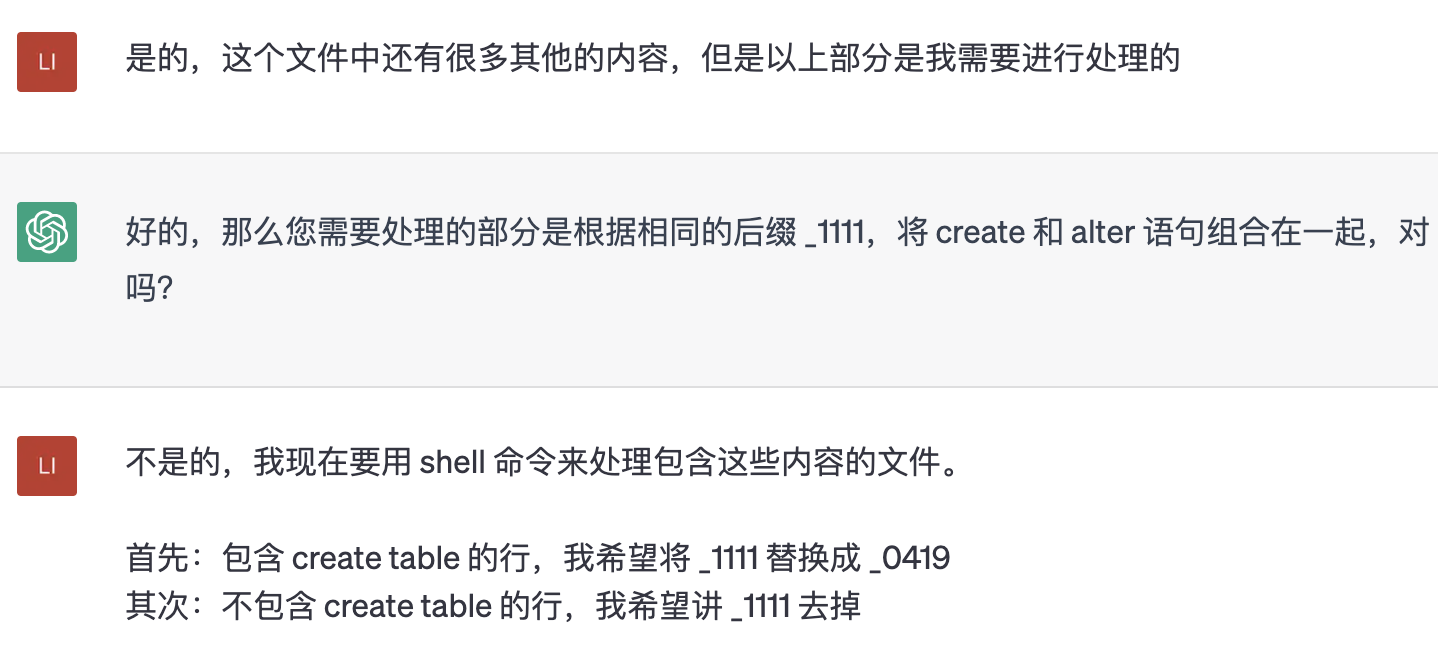 LI
是的，这个文件中还有很多其他的内容，但是以上部分是我需要进行处理的
好的，那么您需要处理的部分是根据相同的后缀 _1111，将 create 和 alter 语句组合在一起，对
吗？
LI
不是的，我现在要用 shell 命令来处理包含这些内容的文件。
首先：包含 create table 的行，我希望将 _1111 替换成 _0419
其次：不包含 create table 的行，我希望讲 _1111 去掉